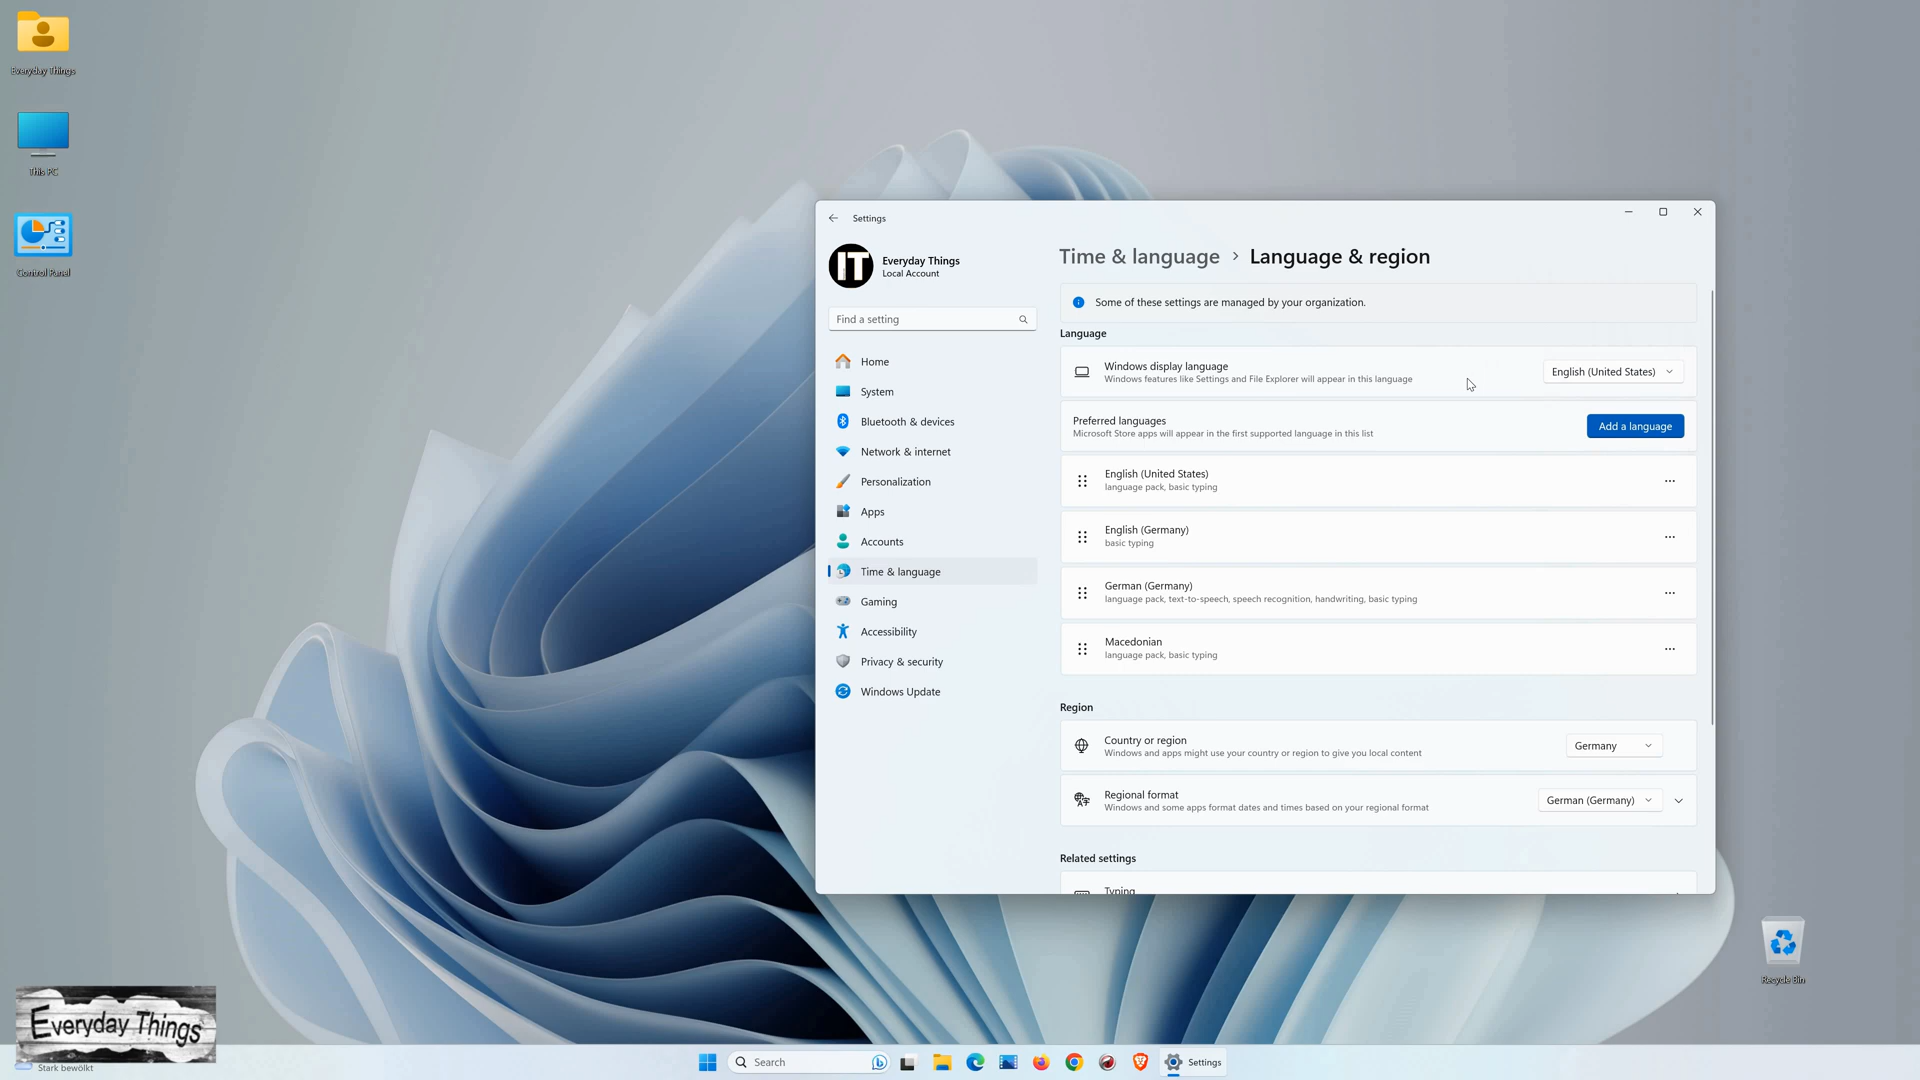 Everyday Things
This PC
Control Panel
Settings
IT
Everyday Things
Local Account
Find a setting
Home
System
Bluetooth & devices
Network & internet
Personalization
Apps
Accounts
Time & language
Gaming
Accessibility
Privacy & security
Windows Update
Time & language › Language & region
Some of these settings are managed by your organization.
Language
Windows display language
Windows features like Settings and File Explorer will appear in this language
English (United States)
Preferred languages
Microsoft Store apps will appear in the first supported language in this list
Add a language
English (United States)
language pack, basic typing
English (Germany)
basic typing
German (Germany)
language pack, text-to-speech, speech recognition, handwriting, basic typing
Macedonian
language pack, basic typing
Region
Country or region
Windows and apps might use your country or region to give you local content
Germany
Regional format
Windows and some apps format dates and times based on your regional format
German (Germany)
Related settings
Typing
Recycle Bin
Everyday Things
Stark bewölkt
Search
Settings